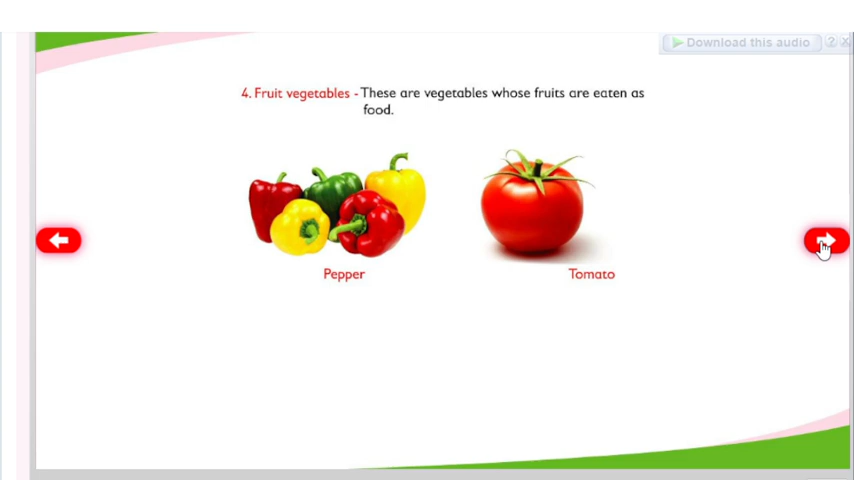 Download this audio ? X
4. Fruit vegetables - These are vegetables whose fruits are eaten as
food.
Pepper
Tomato